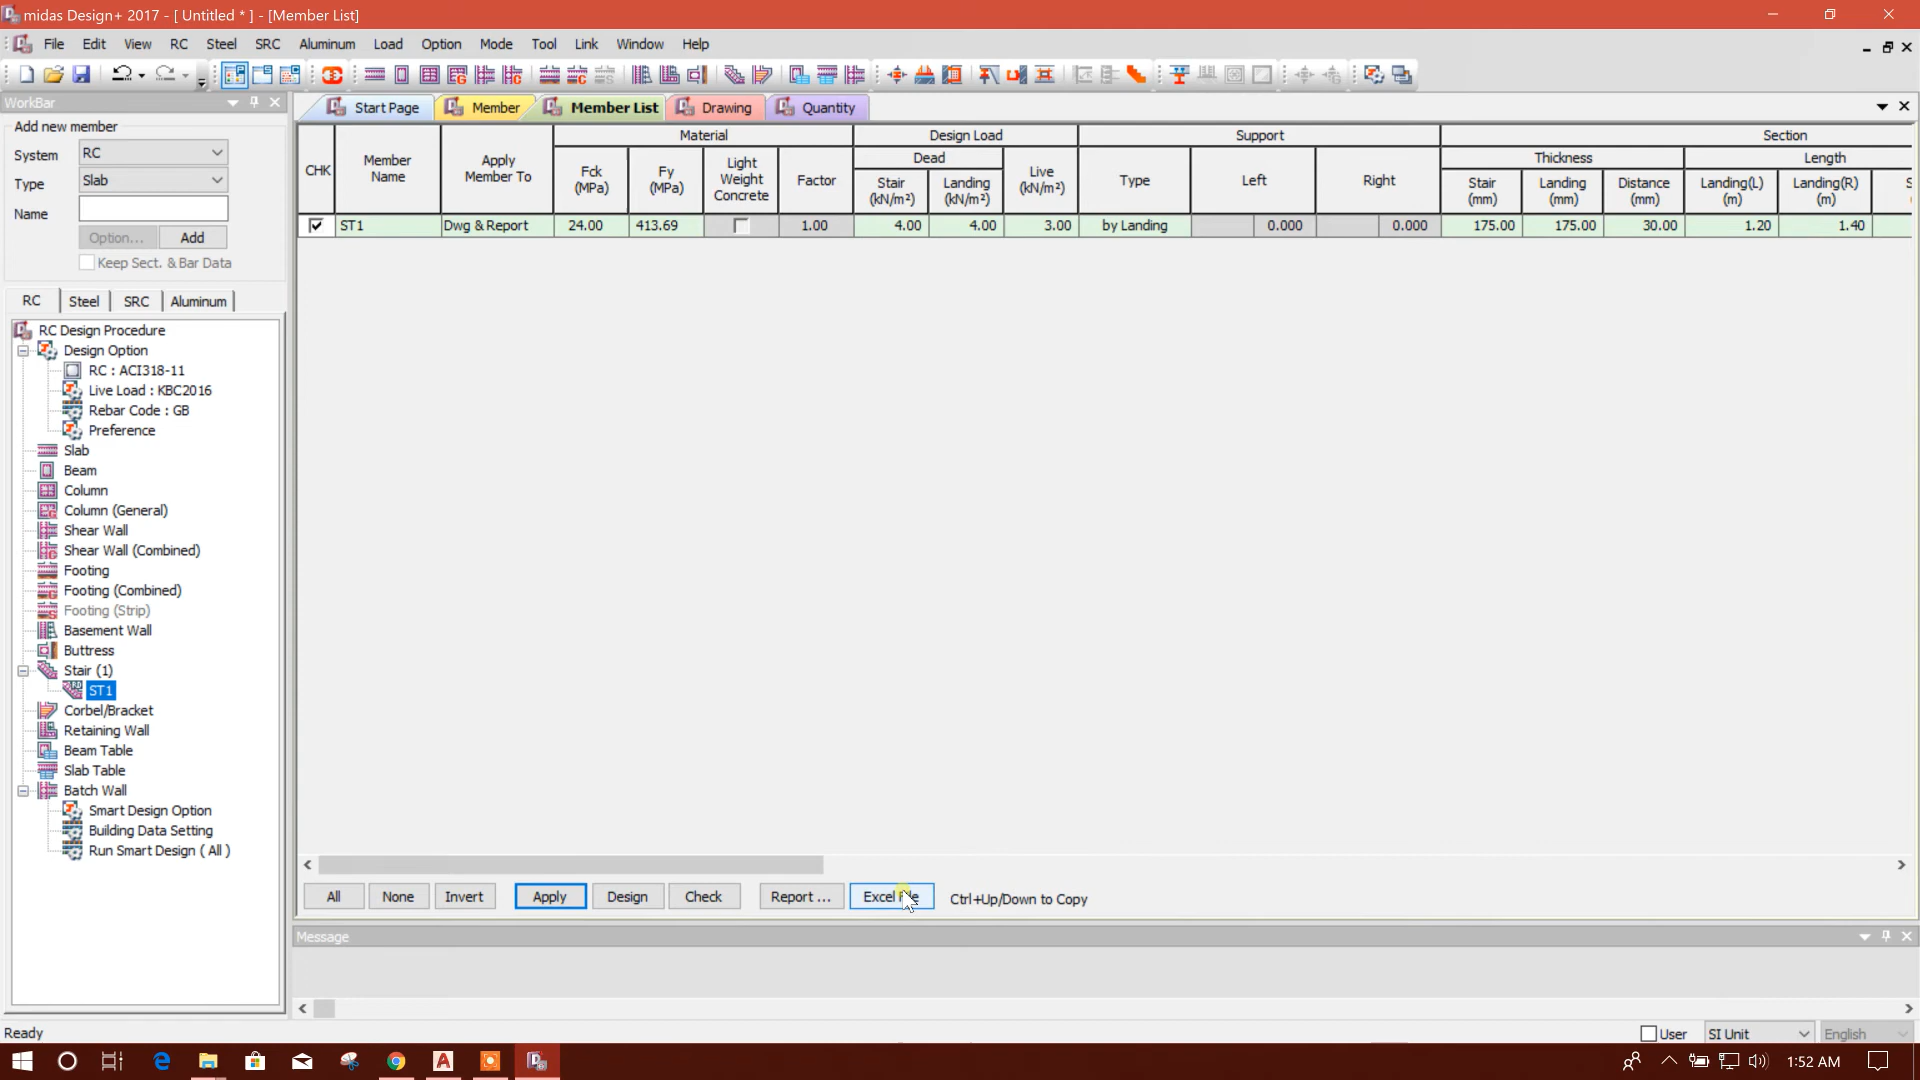 midas Design+ 2017 - [ Untitled * ] - [Member List]
File Edit View RC Steel SRC Aluminum Load Option Mode Tool Link Window Help
WorkBar
Start Page Member Member List Drawing Quantity
Add new member
System RC
Type Slab
Name
Option... Add
Keep Sect. & Bar Data
RC Steel SRC Aluminum
RC Design Procedure
Design Option
RC : ACI318-11
Live Load : KBC2016
Rebar Code : GB
Preference
Slab
Beam
Column
Column (General)
Shear Wall
Shear Wall (Combined)
Footing
Footing (Combined)
Footing (Strip)
Basement Wall
Buttress
Stair (1)
ST1
Corbel/Bracket
Retaining Wall
Beam Table
Slab Table
Batch Wall
Smart Design Option
Building Data Setting
Run Smart Design ( All )
CHK
Member
Name
Apply
Member To
Material
Fck
(MPa)
Fy
(MPa)
Light
Weight
Concrete
Factor
Design Load
Dead
Stair
(kN/m²)
Landing
(kN/m²)
Live
(kN/m²)
Support
Type
Left
Right
Section
Thickness
Stair
(mm)
Landing
(mm)
Distance
(mm)
Length
Landing(L)
(m)
Landing(R)
(m)
ST1 Dwg & Report 24.00 413.69 1.00 4.00 4.00 3.00 by Landing 0.000 0.000 175.00 175.00 30.00 1.20 1.40
All None Invert Apply Design Check Report ... Excel Ctrl+Up/Down to Copy
Message
Ready
User SI Unit English
1:52 AM